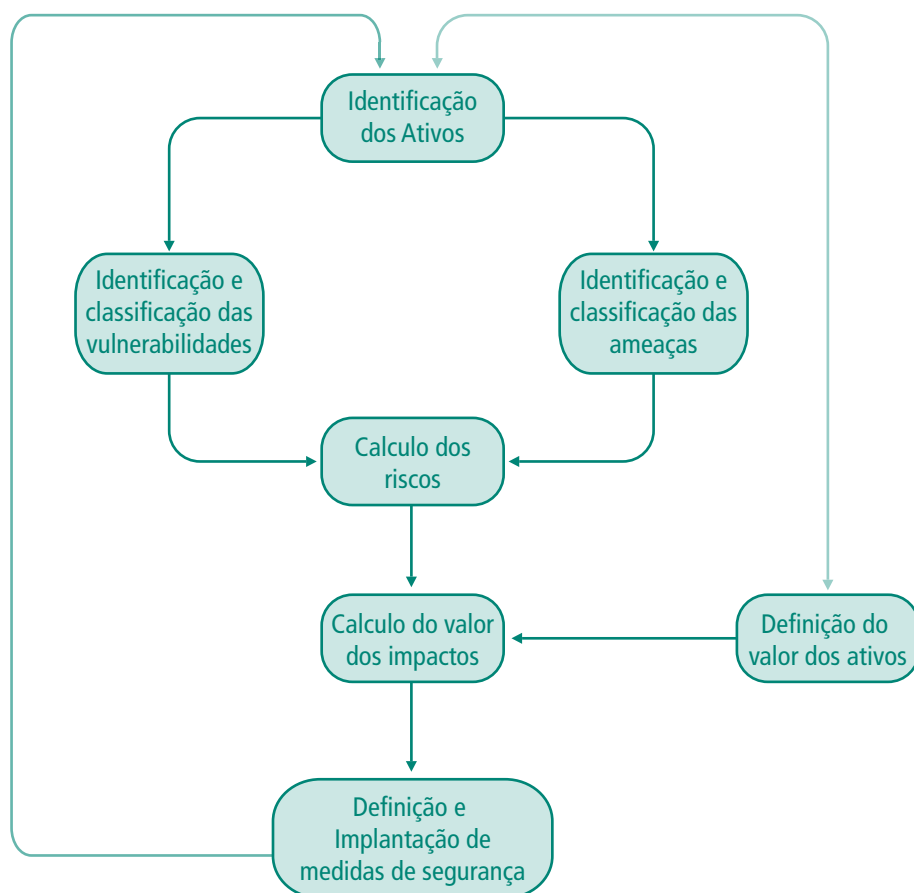 Identificação
dos Ativos
Identificação e
classificação das
vulnerabilidades
Identificação e
classificação das
ameaças
Calculo dos
riscos
Calculo do valor
dos impactos
Definição do
valor dos ativos
Definição e
Implantação de
medidas de segurança